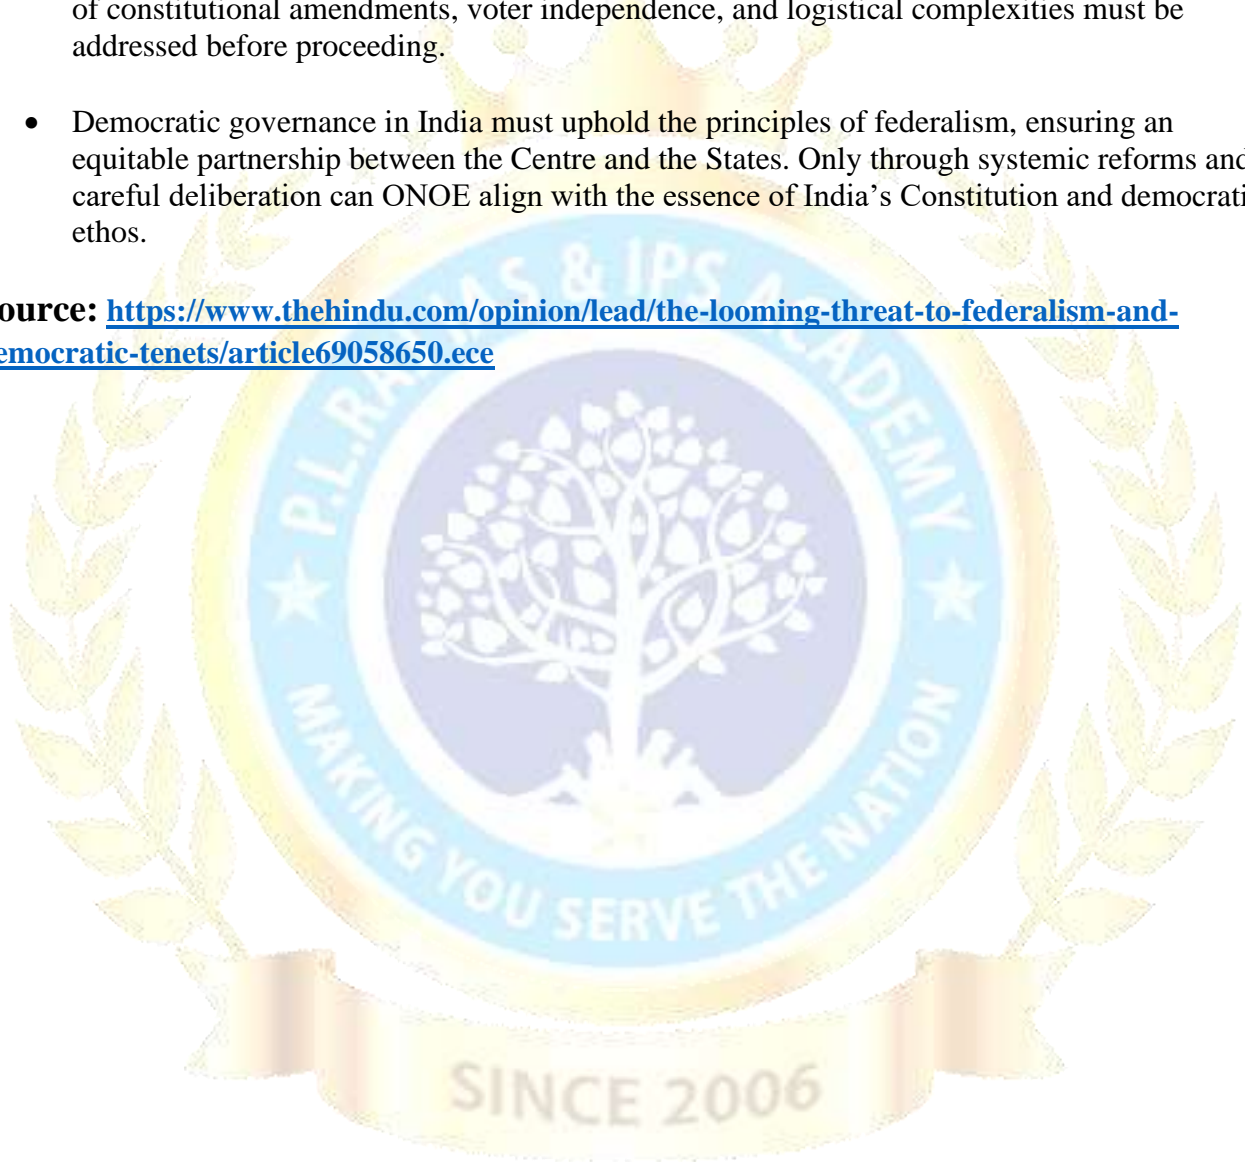 of constitutional amendments, voter independence, and logistical complexities must be
addressed before proceeding.
• Democratic governance in India must uphold the principles of federalism, ensuring an
equitable partnership between the Centre and the States. Only through systemic reforms and
careful deliberation can ONOE align with the essence of India's Constitution and democrati
ethos.
ource: https://www.thehindu.com/opinion/lead/the-looming-threat-to-federalism-and-
emocratic-tenets/article69058650.ece
P.L.RAJ IAS & IPS ACADEMY
MAKING YOU SERVE THE NATION
SINCE 2006